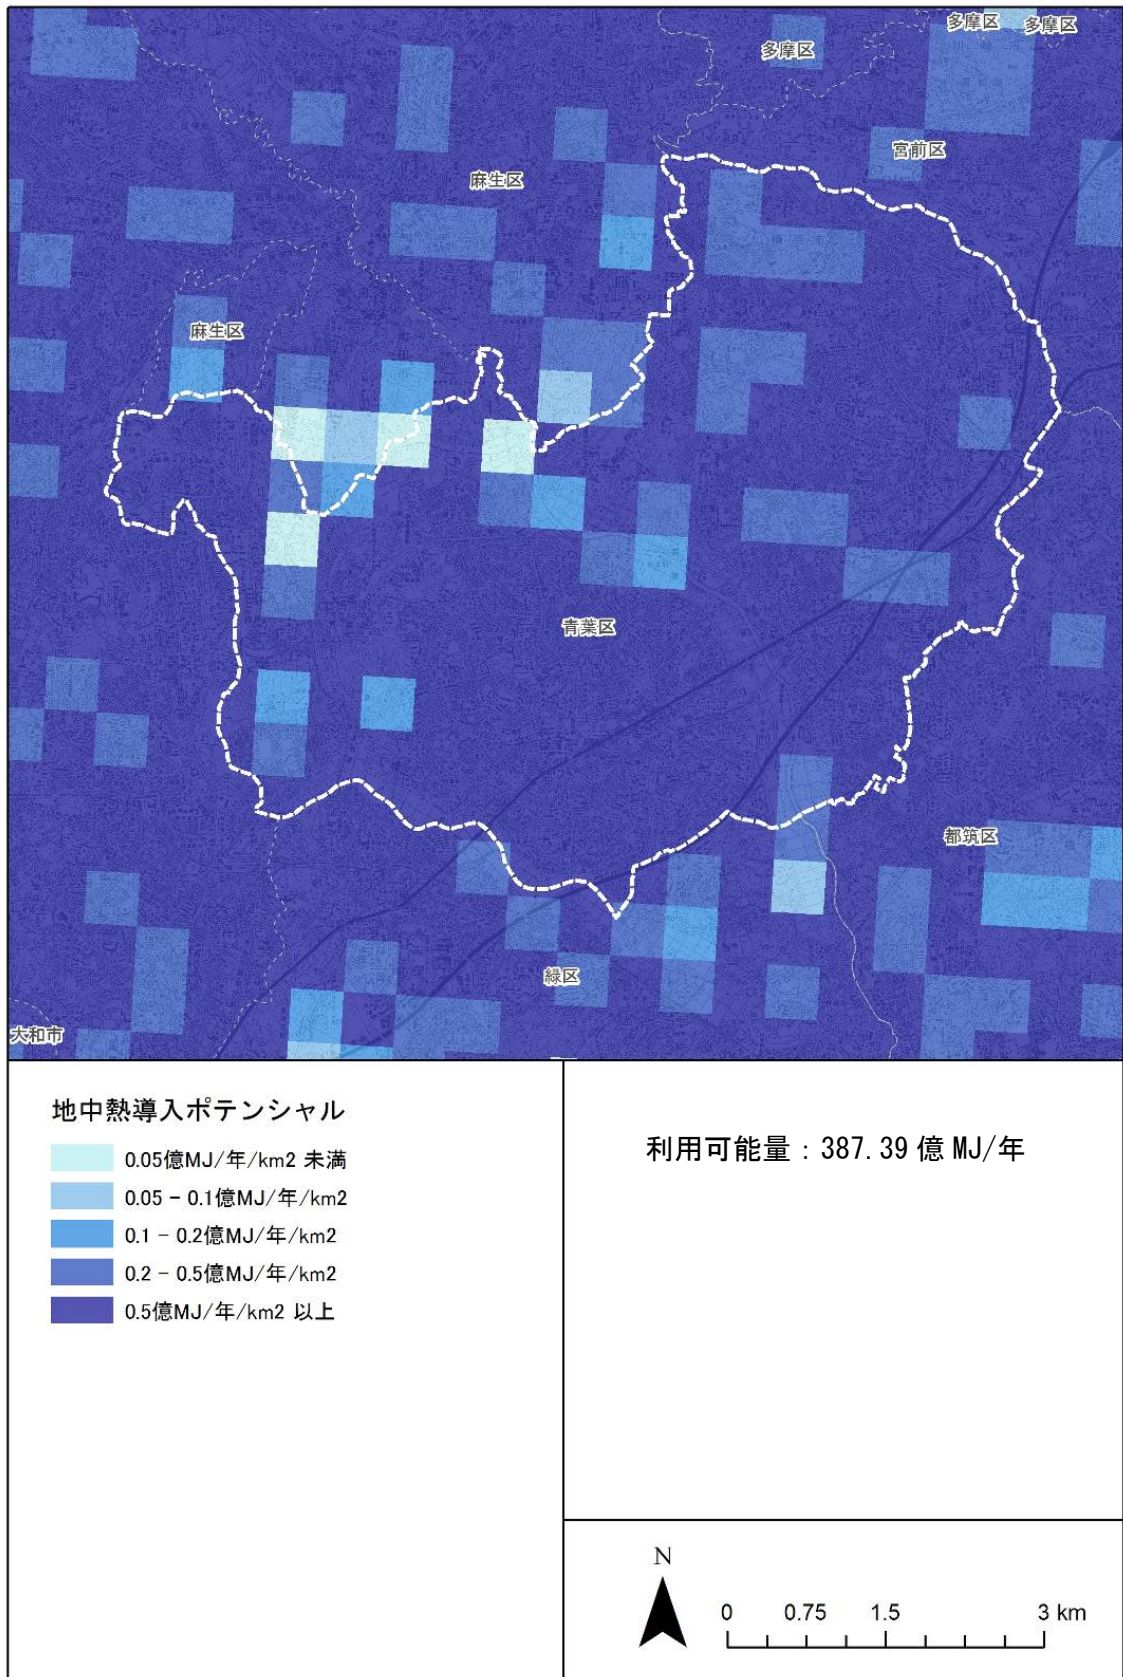 多摩区
多摩区
多摩区
宮前区
麻生区
麻生区
青葉区
都筑区
緑区
大和市
地中熱導入ポテンシャル
0.05億MJ/年/km2 未満
0.05 - 0.1億MJ/年/km2
0.1 - 0.2億MJ/年/km2
0.2 - 0.5億MJ/年/km2
0.5億MJ/年/km2 以上
利用可能量：387.39 億 MJ/年
N
0 0.75 1.5 3 km